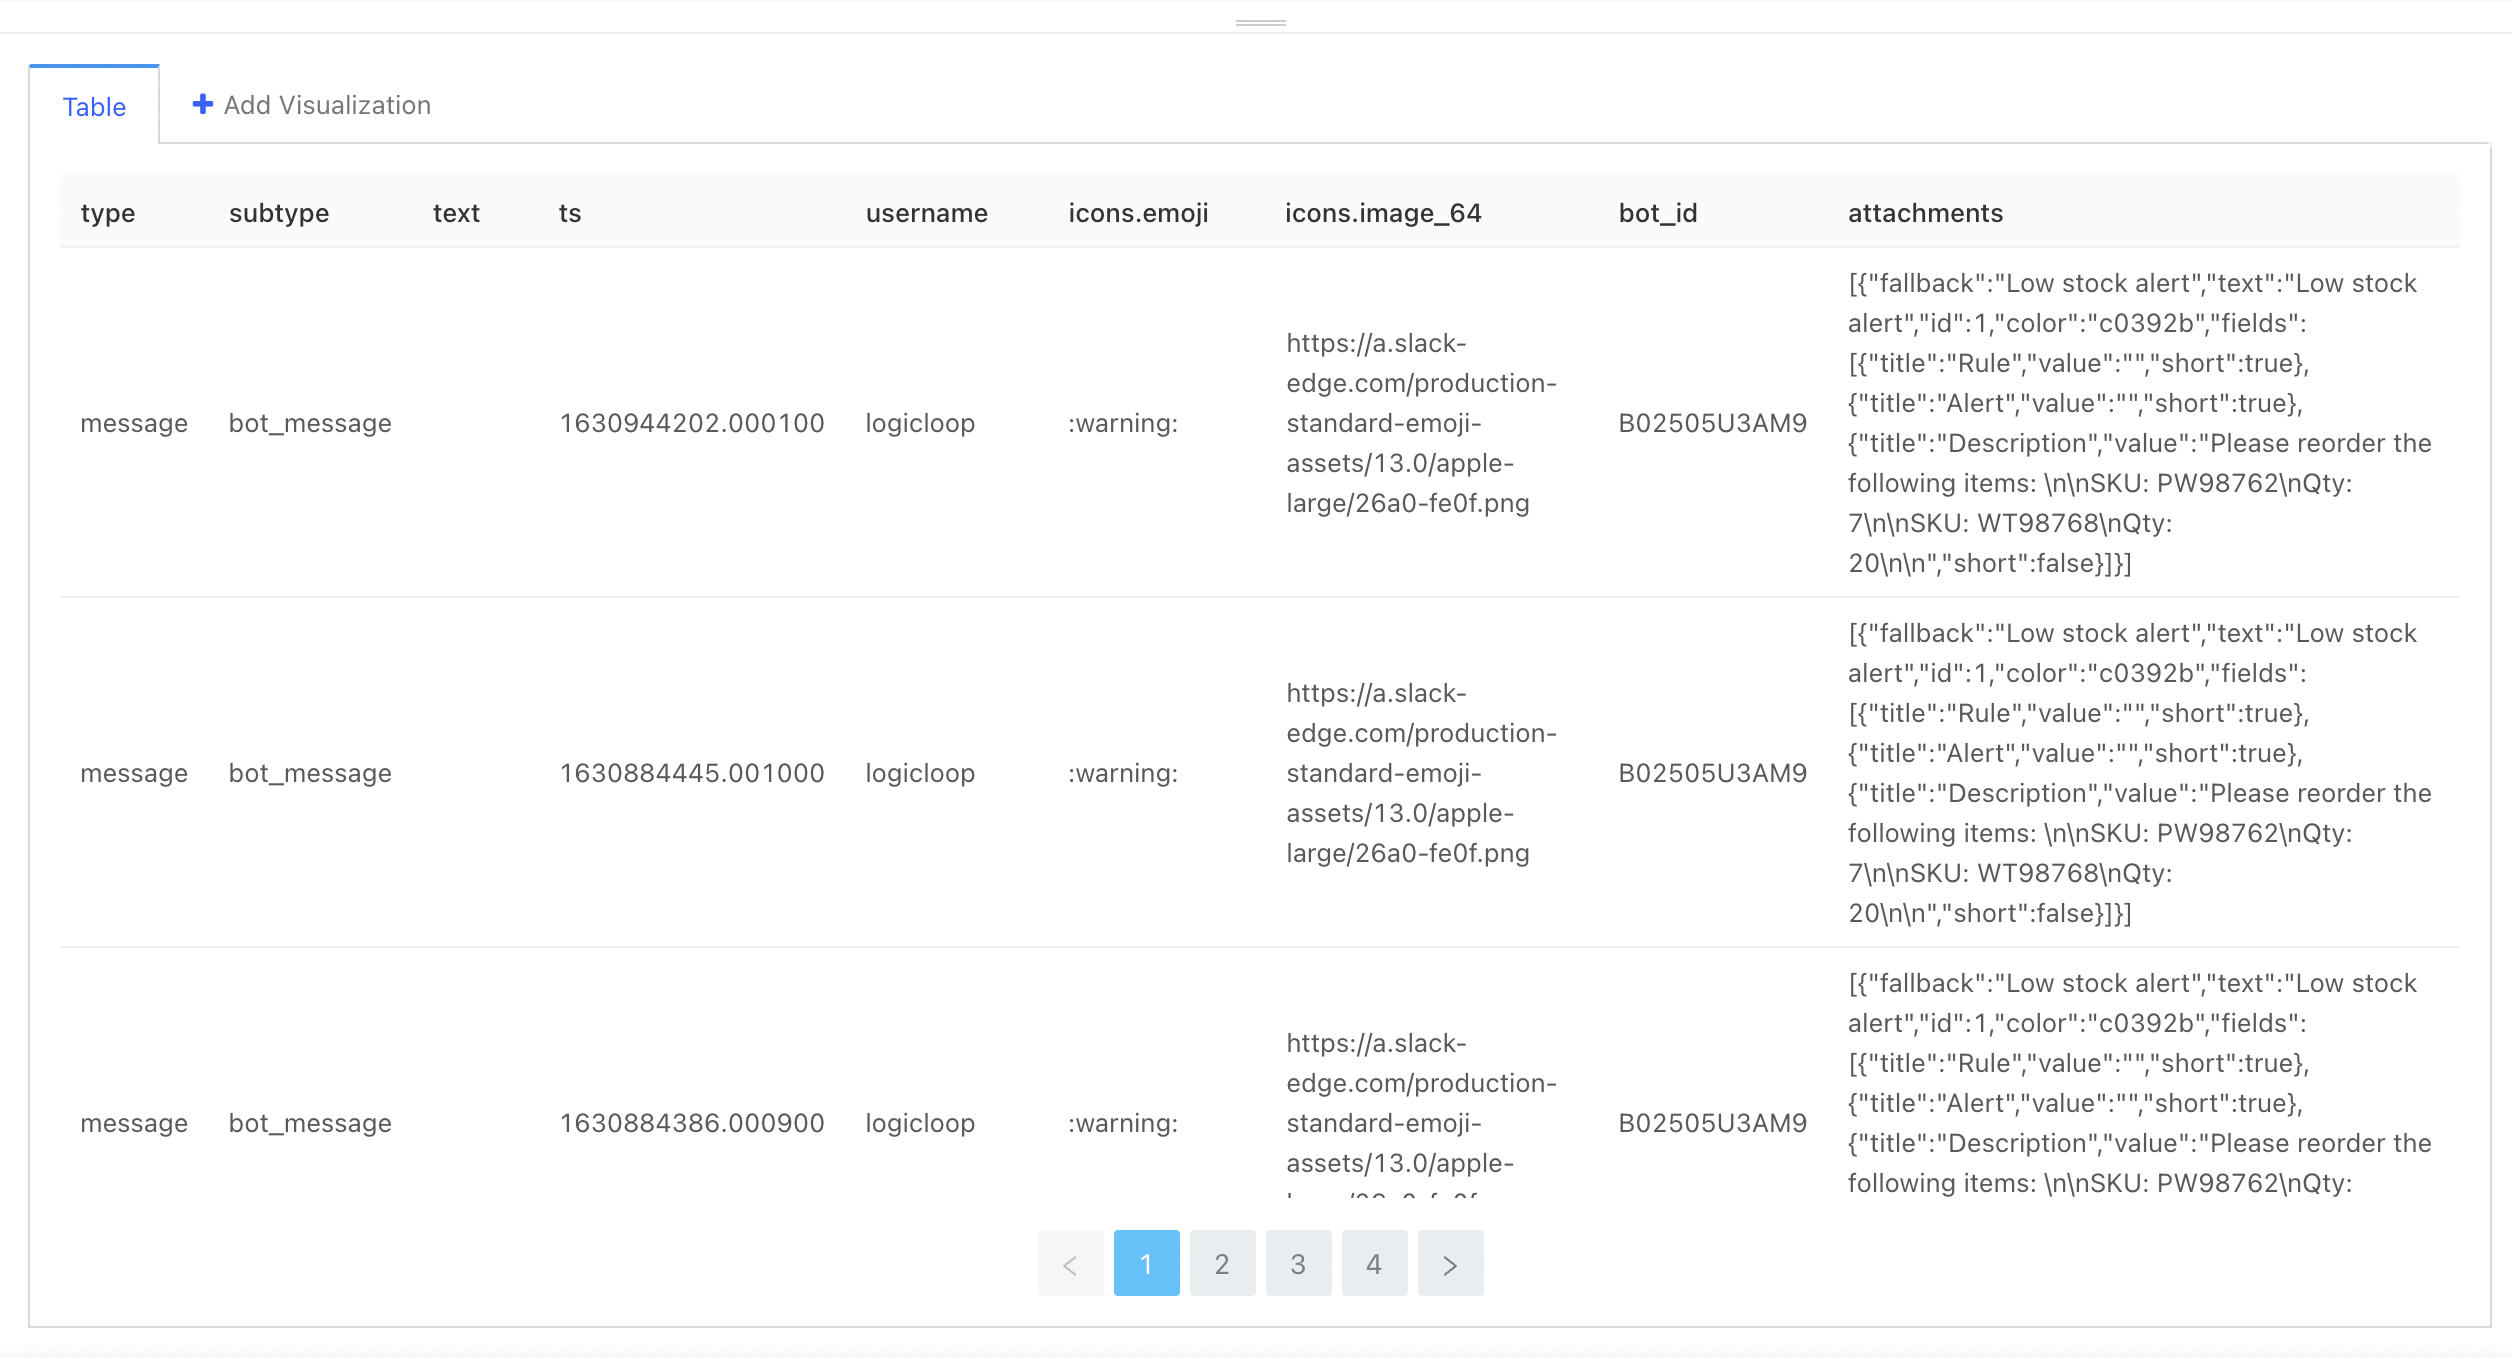 Table
Add Visualization
type subtype text ts username icons.emoji icons.image_64 bot_id attachments
message bot_message 1630944202.000100 logicloop :warning:
https://a.slack-
edge.com/production-
standard-emoji-
assets/13.0/apple-
large/26a0-fe0f.png
B02505U3AM9
[{"fallback":"Low stock alert","text":"Low stock
alert","id":1,"color":"c0392b","fields":
[{"title":"Rule","value":"","short":true},
{"title":"Alert","value":"","short":true},
{"title":"Description","value":"Please reorder the
following items: \n\nSKU: PW98762\nQty:
7\n\nSKU: WT98768\nQty:
20\n\n","short":false}]}]
message bot_message 1630884445.001000 logicloop :warning:
https://a.slack-
edge.com/production-
standard-emoji-
assets/13.0/apple-
large/26a0-fe0f.png
B02505U3AM9
[{"fallback":"Low stock alert","text":"Low stock
alert","id":1,"color":"c0392b","fields":
[{"title":"Rule","value":"","short":true},
{"title":"Alert","value":"","short":true},
{"title":"Description","value":"Please reorder the
following items: \n\nSKU: PW98762\nQty:
7\n\nSKU: WT98768\nQty:
20\n\n","short":false}]}]
message bot_message 1630884386.000900 logicloop :warning:
https://a.slack-
edge.com/production-
standard-emoji-
assets/13.0/apple-
B02505U3AM9
[{"fallback":"Low stock alert","text":"Low stock
alert","id":1,"color":"c0392b","fields":
[{"title":"Rule","value":"","short":true},
{"title":"Alert","value":"","short":true},
{"title":"Description","value":"Please reorder the
following items: \n\nSKU: PW98762\nQty:
< 1 2 3 4 >